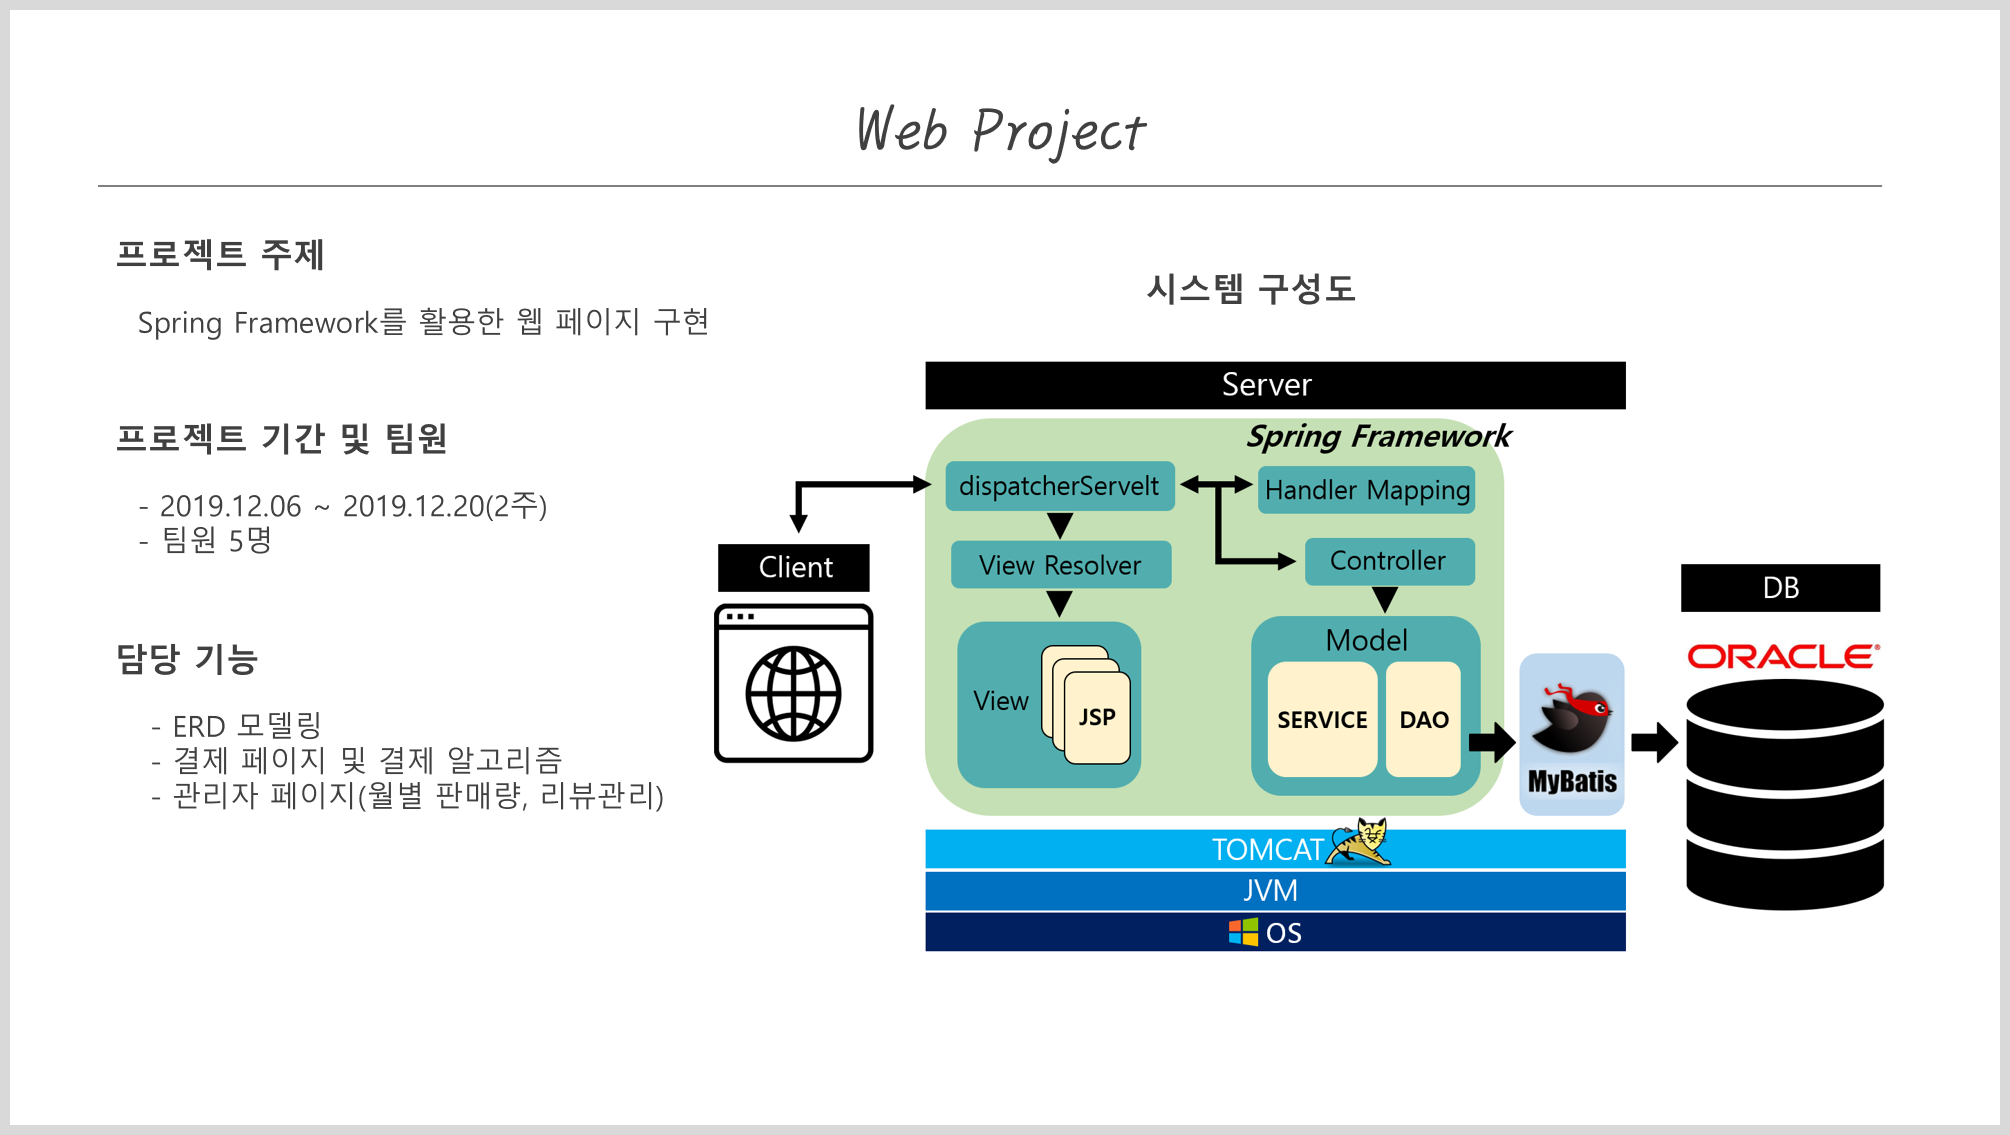 Web Project
프로젝트 주제
Spring Framework를 활용한 웹 페이지 구현
프로젝트 기간 및 팀원
- 2019.12.06 ~ 2019.12.20(2주)
- 팀원 5명
담당 기능
- ERD 모델링
- 결제 페이지 및 결제 알고리즘
- 관리자 페이지(월별 판매량, 리뷰관리)
시스템 구성도
Server
Spring Framework
dispatcherServelt
Handler Mapping
Client
View Resolver
Controller
DB
ORACLE
View
JSP
Model
SERVICE
DAO
MyBatis
TOMCAT
JVM
OS